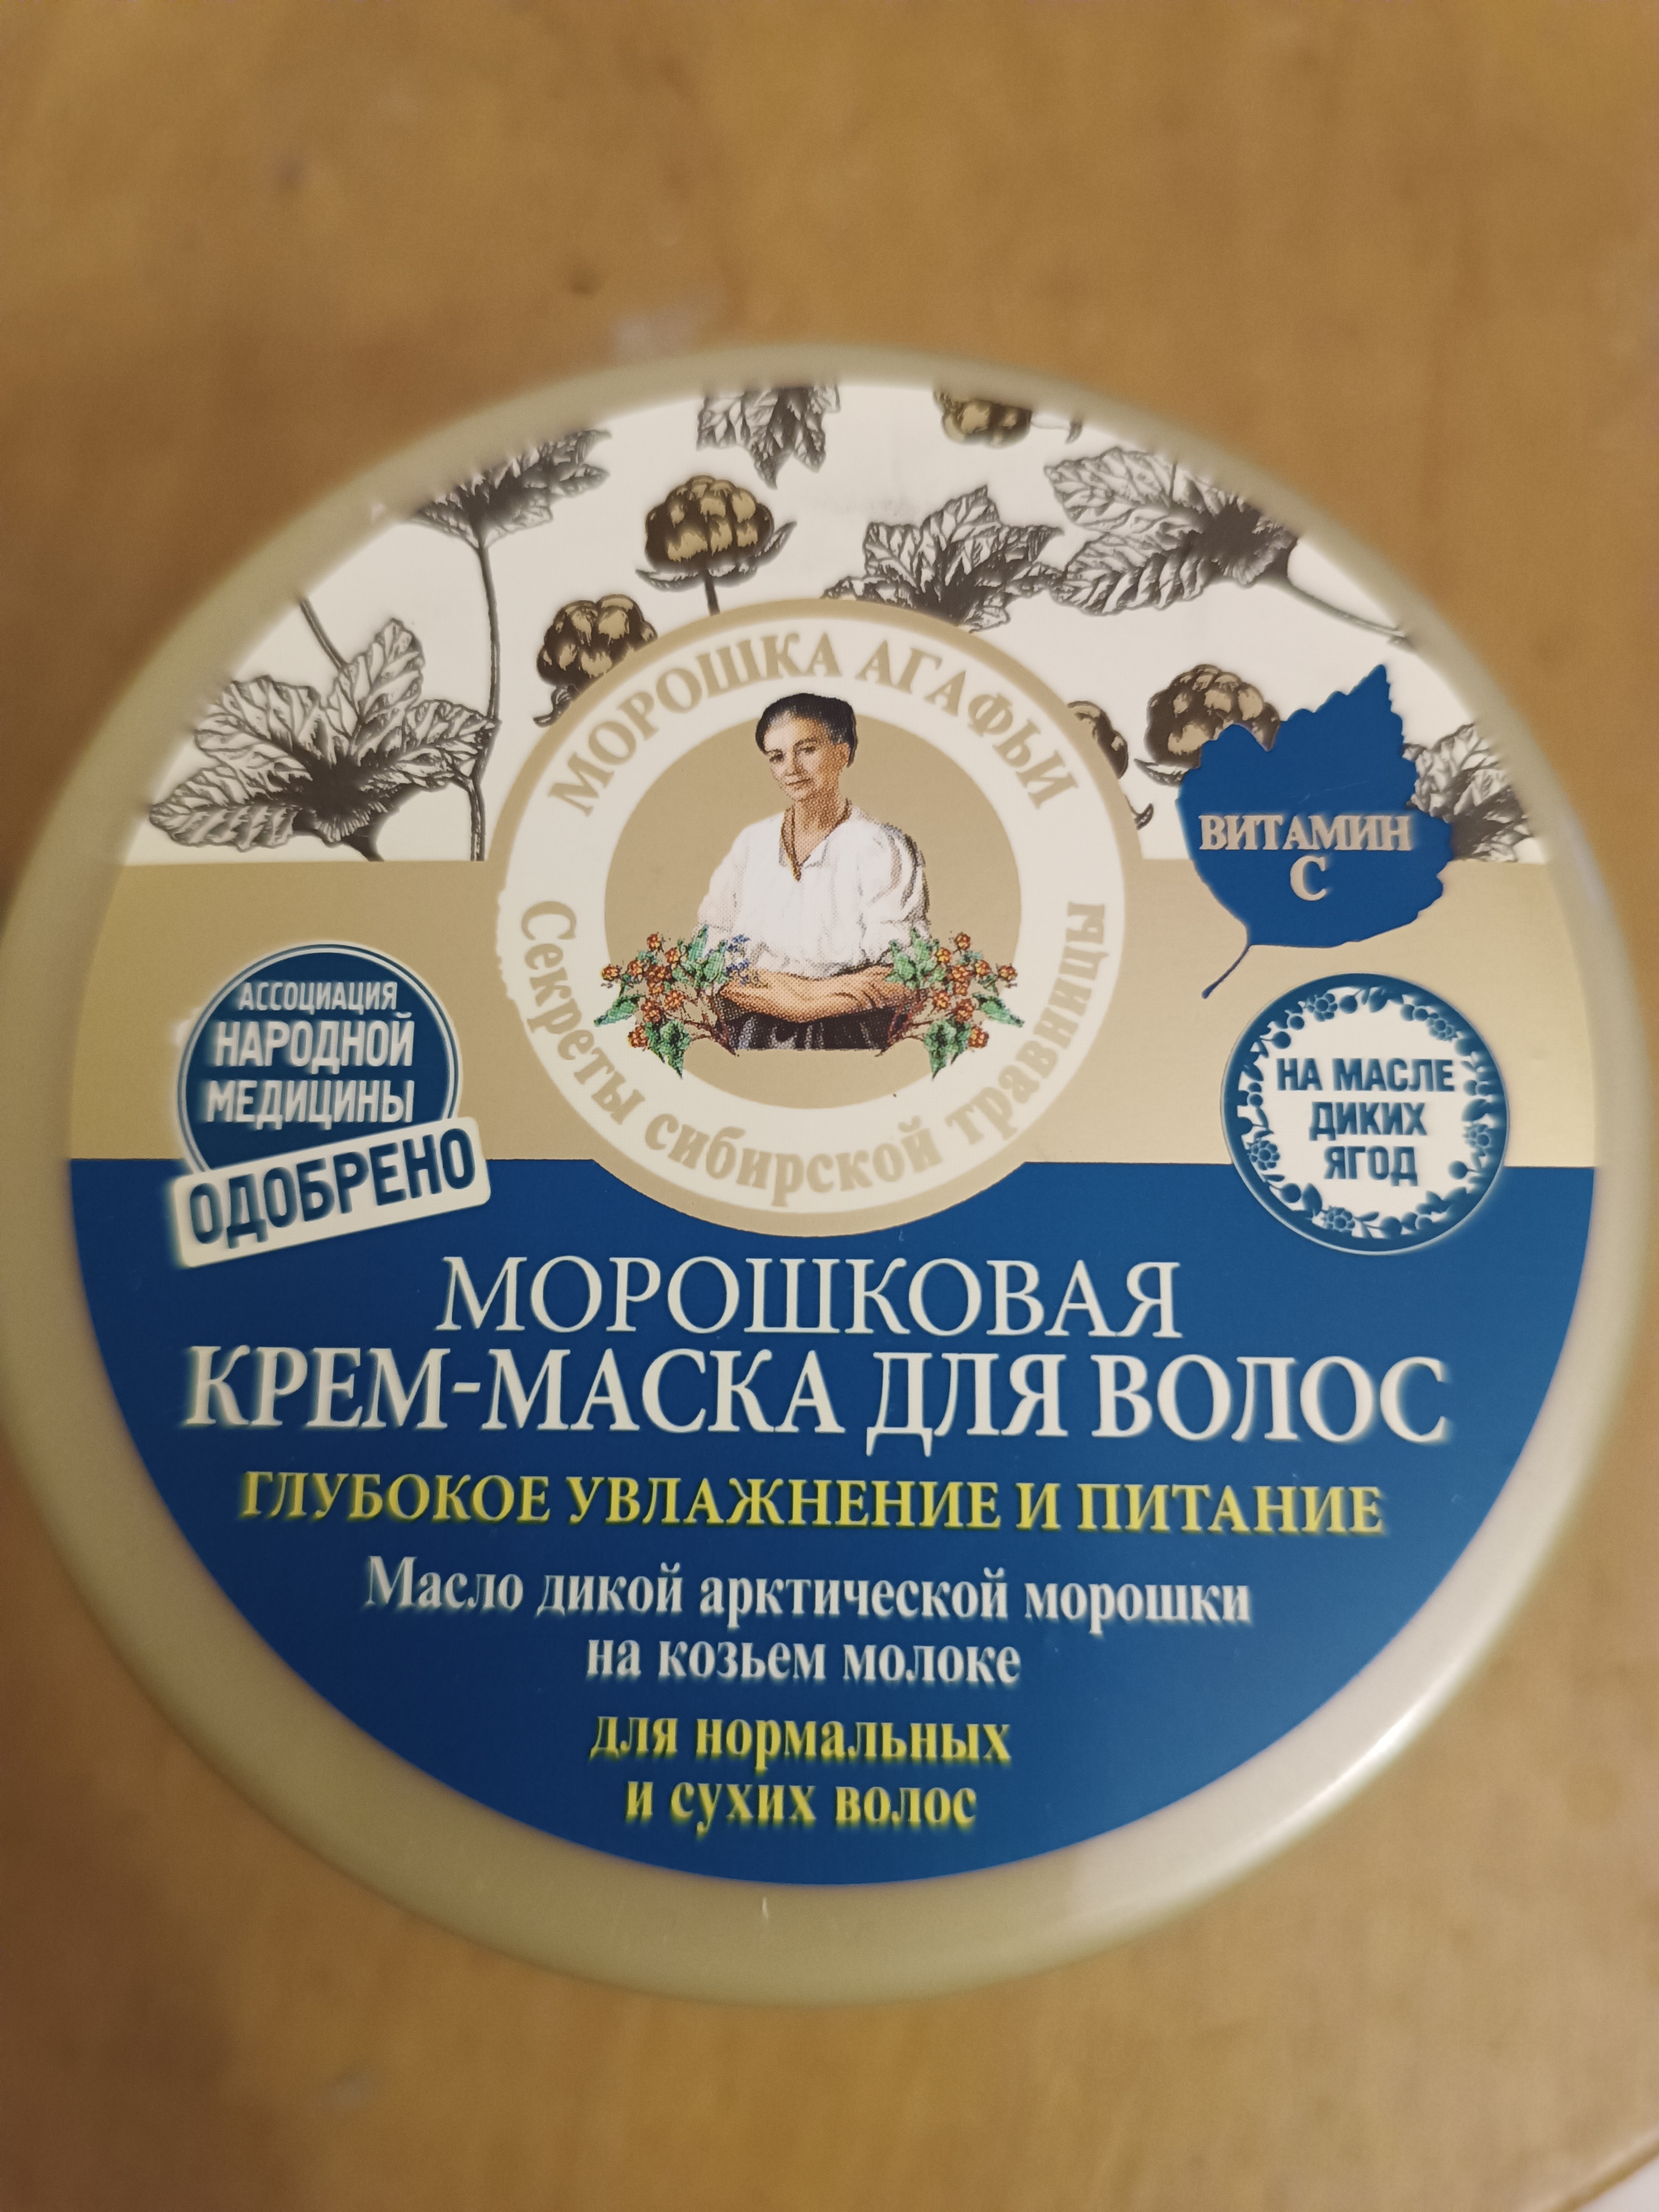 МОРОШКА АГАФЬИ
Секреты сибирской травницы
ВИТАМИН
С
АССОЦИАЦИЯ
НАРОДНОЙ
МЕДИЦИНЫ
ОДОБРЕНО
НА МАСЛЕ
ДИКИХ
ЯГОД
МОРОШКОВАЯ
КРЕМ-МАСКА ДЛЯ ВОЛОС
ГЛУБОКОЕ УВЛАЖНЕНИЕ И ПИТАНИЕ
Масло дикой арктической морошки
на козьем молоке
для нормальных
и сухих волос